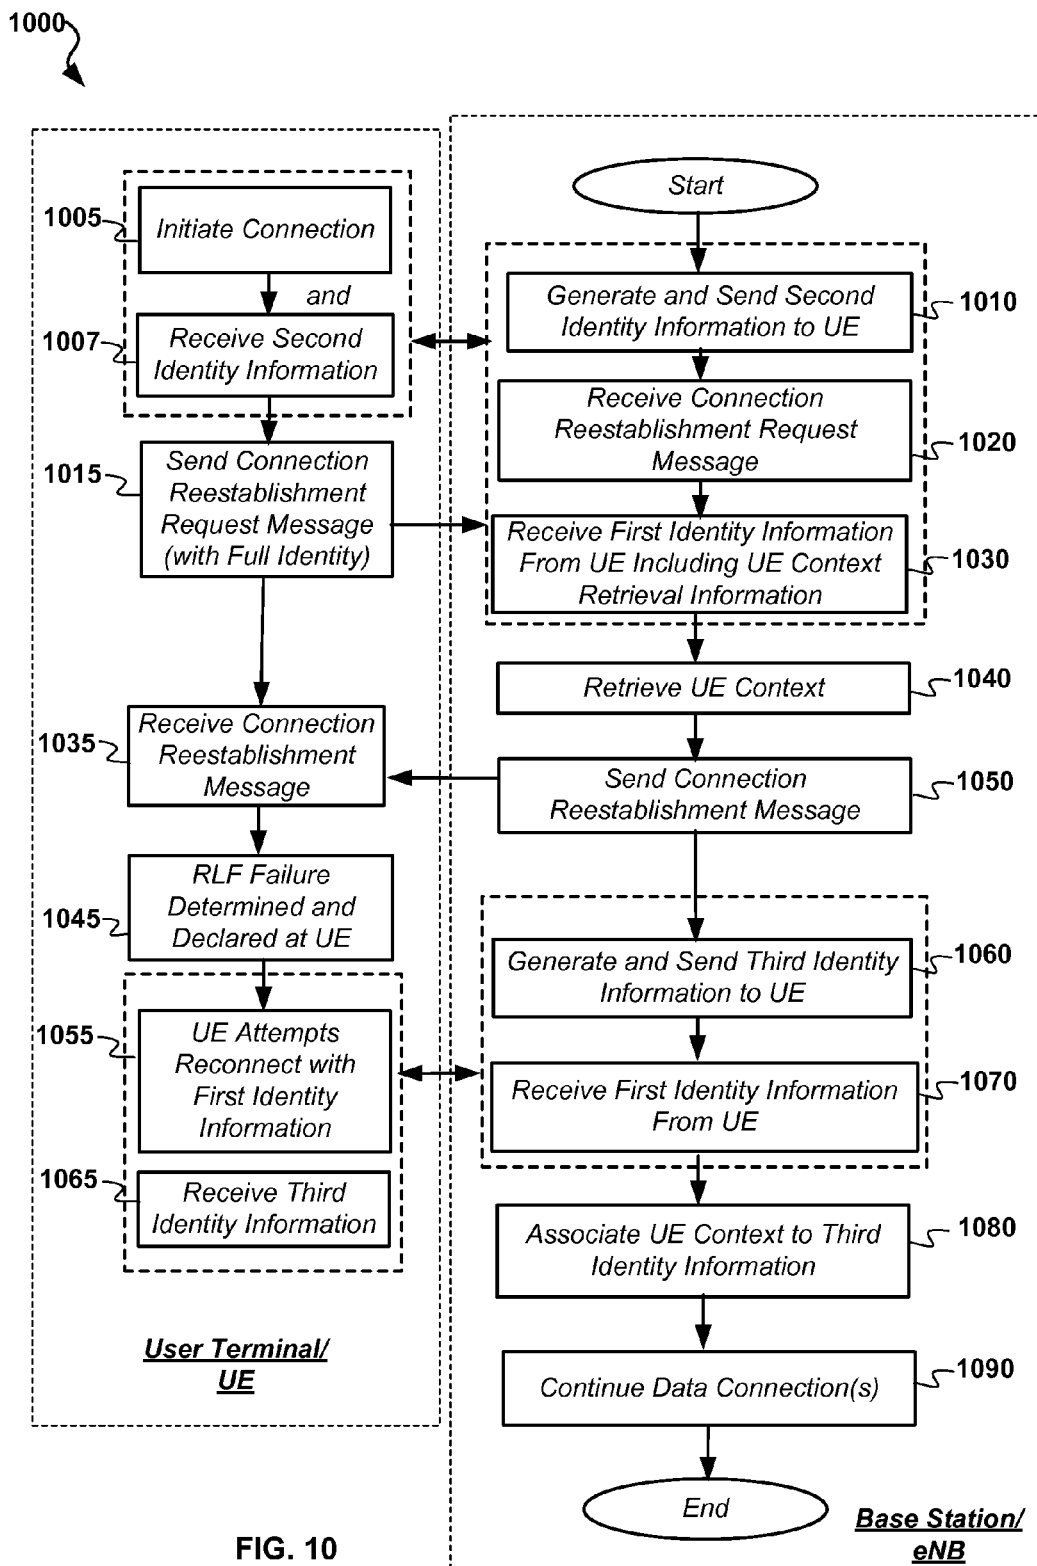 1000
1005
Initiate Connection
and
1007
Receive Second
Identity Information
1015
Send Connection
Reestablishment
Request Message
(with Full Identity)
1035
Receive Connection
Reestablishment
Message
1045
RLF Failure
Determined and
Declared at UE
1055
UE Attempts
Reconnect with
First Identity
Information
1065
Receive Third
Identity Information
User Terminal/
UE
Start
Generate and Send Second
Identity Information to UE
1010
Receive Connection
Reestablishment Request
Message
1020
Receive First Identity Information
From UE Including UE Context
Retrieval Information
1030
Retrieve UE Context
1040
Send Connection
Reestablishment Message
1050
Generate and Send Third Identity
Information to UE
1060
Receive First Identity Information
From UE
1070
Associate UE Context to Third
Identity Information
1080
Continue Data Connection(s)
1090
End
Base Station/
eNB
FIG. 10